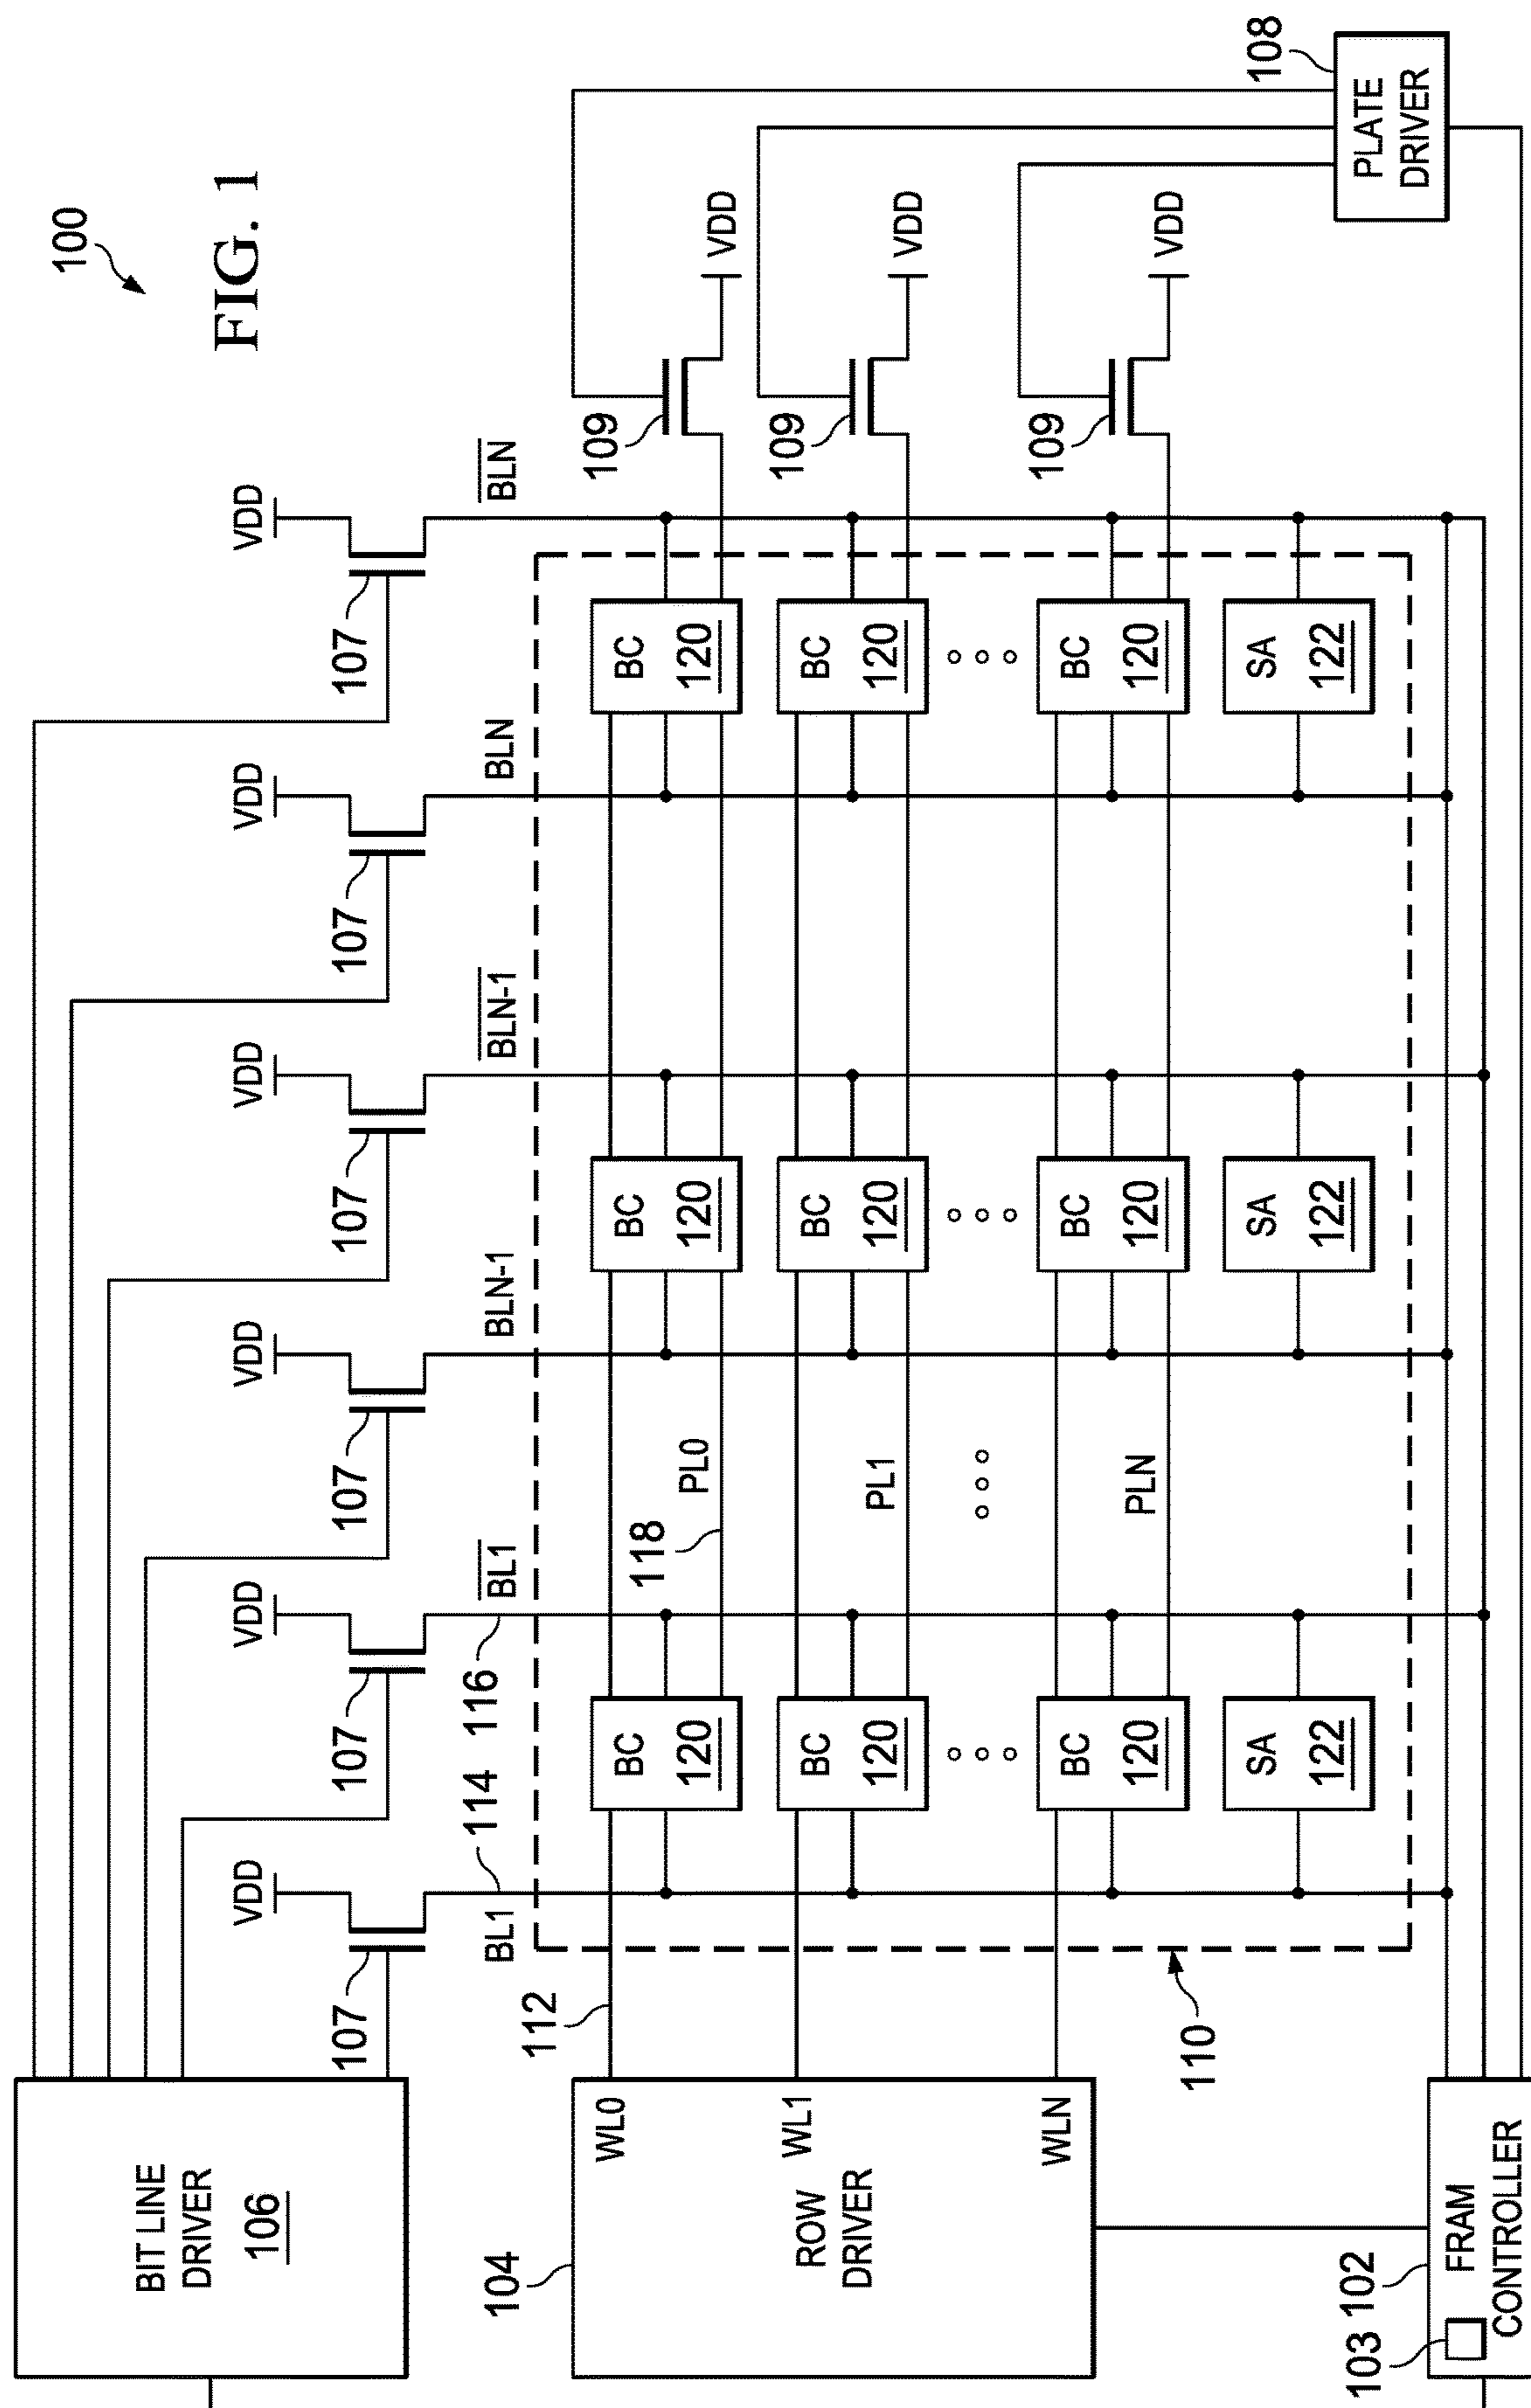 100
FIG. 1
BIT LINE
DRIVER
106
VDD VDD VDD VDD VDD VDD
107 107 107 107 107 107
BL1 114 116 B̅L̅1̅ BLN-1 B̅L̅N̅-̅1̅ BLN B̅L̅N̅
109 VDD
109 VDD
109 VDD
108
PLATE
DRIVER
104
ROW
DRIVER
WL0
WL1
WLN
112
110
118
PL0
PL1
PLN
BC BC BC
120 120 120
BC BC BC
120 120 120
BC BC BC
120 120 120
SA SA SA
122 122 122
103
102
FRAM
CONTROLLER